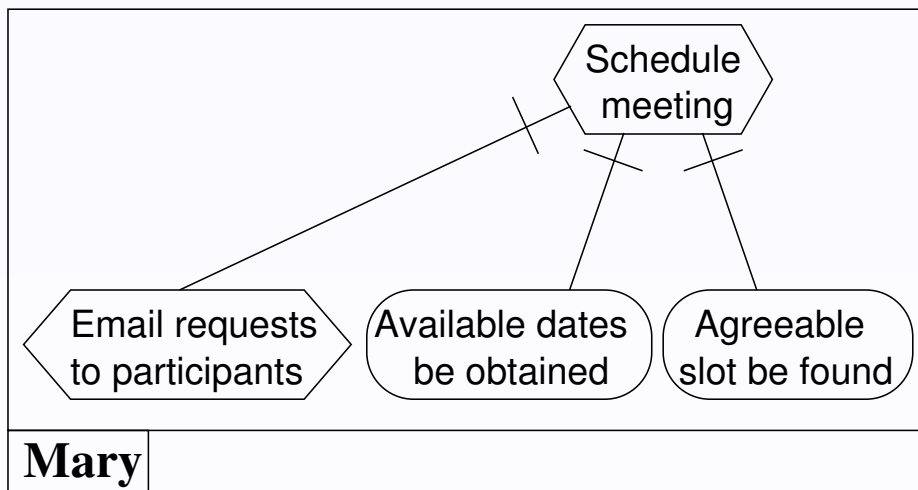 Schedule
meeting
Email requests
to participants
Available dates
be obtained
Agreeable
slot be found
Mary